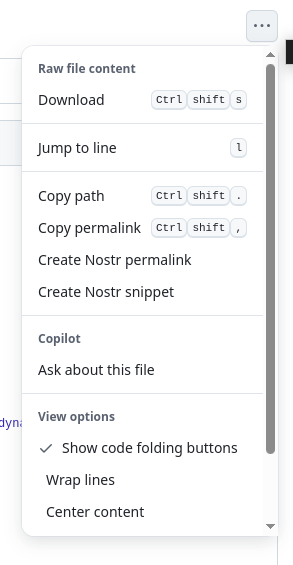 Raw file content
Download Ctrl shift s
Jump to line l
Copy path Ctrl shift .
Copy permalink Ctrl shift ,
Create Nostr permalink
Create Nostr snippet
Copilot
Ask about this file
View options
dyna
Show code folding buttons
Wrap lines
Center content